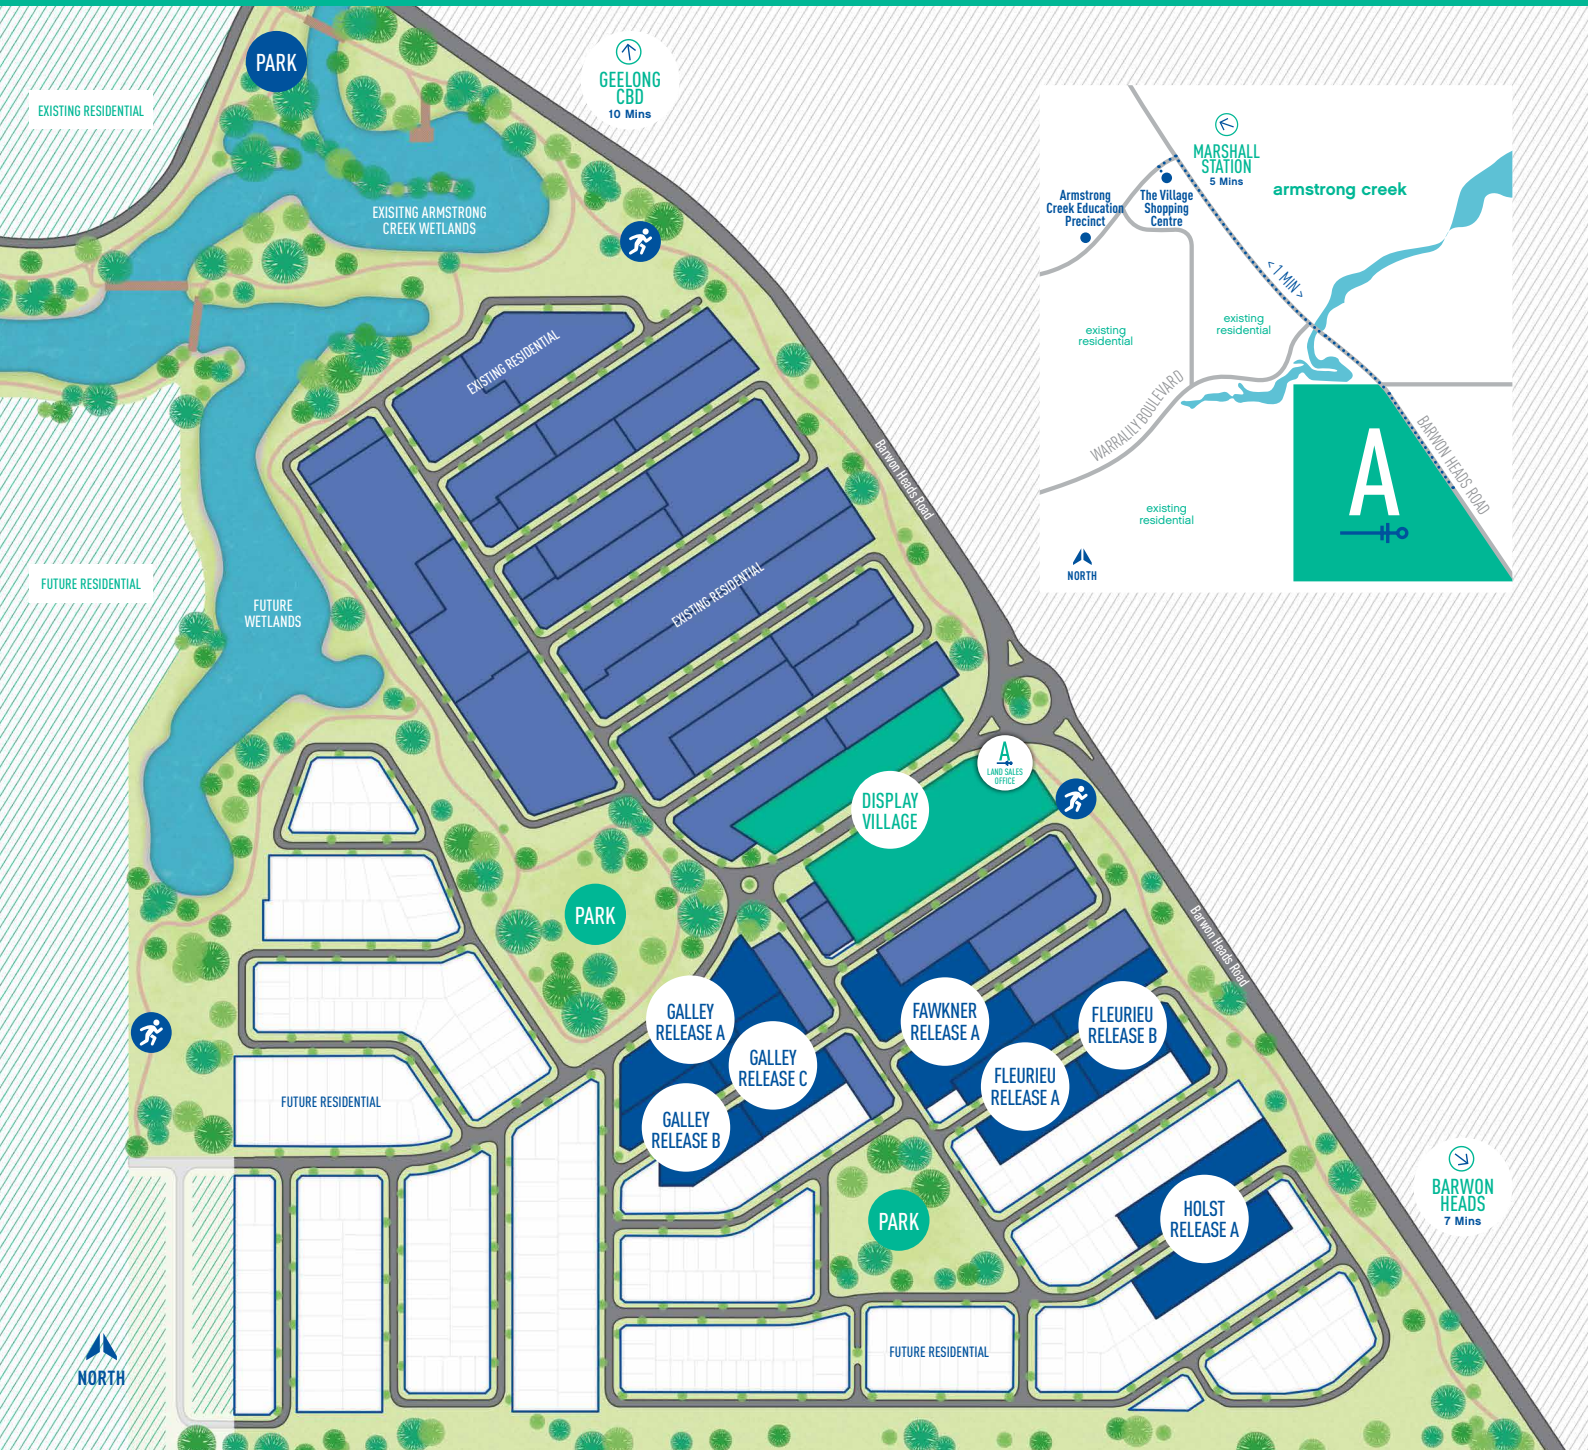 PARK
EXISTING RESIDENTIAL
GEELONG
CBD
10 Mins
EXISITNG ARMSTRONG
CREEK WETLANDS
MARSHALL
STATION
5 Mins
armstrong creek
Armstrong
Creek Education
Precinct
The Village
Shopping
Centre
< 1 MIN >
existing
residential
existing
residential
WARRALILY BOULEVARD
BARWON HEADS ROAD
existing
residential
A
NORTH
EXISTING RESIDENTIAL
Barwon Heads Road
FUTURE RESIDENTIAL
FUTURE
WETLANDS
EXISTING RESIDENTIAL
A
LAND SALES
OFFICE
DISPLAY
VILLAGE
PARK
Barwon Heads Road
GALLEY
RELEASE A
FAWKNER
RELEASE A
FLEURIEU
RELEASE B
GALLEY
RELEASE C
FLEURIEU
RELEASE A
FUTURE RESIDENTIAL
GALLEY
RELEASE B
BARWON
HEADS
7 Mins
PARK
HOLST
RELEASE A
NORTH
FUTURE RESIDENTIAL